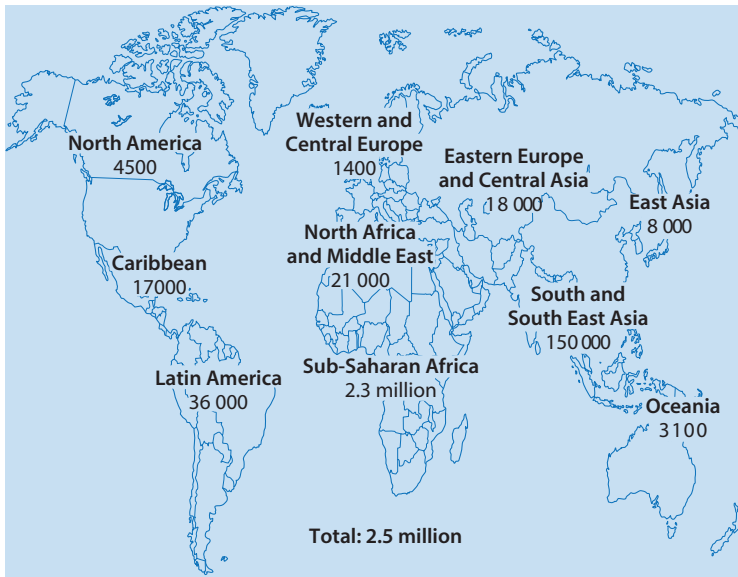 North America
4500
Western and
Central Europe
1400
Eastern Europe
and Central Asia
18 000
East Asia
8 000
North Africa
and Middle East
21 000
Caribbean
17000
South and
South East Asia
150 000
Sub-Saharan Africa
2.3 million
Latin America
36 000
Oceania
3100
Total: 2.5 million